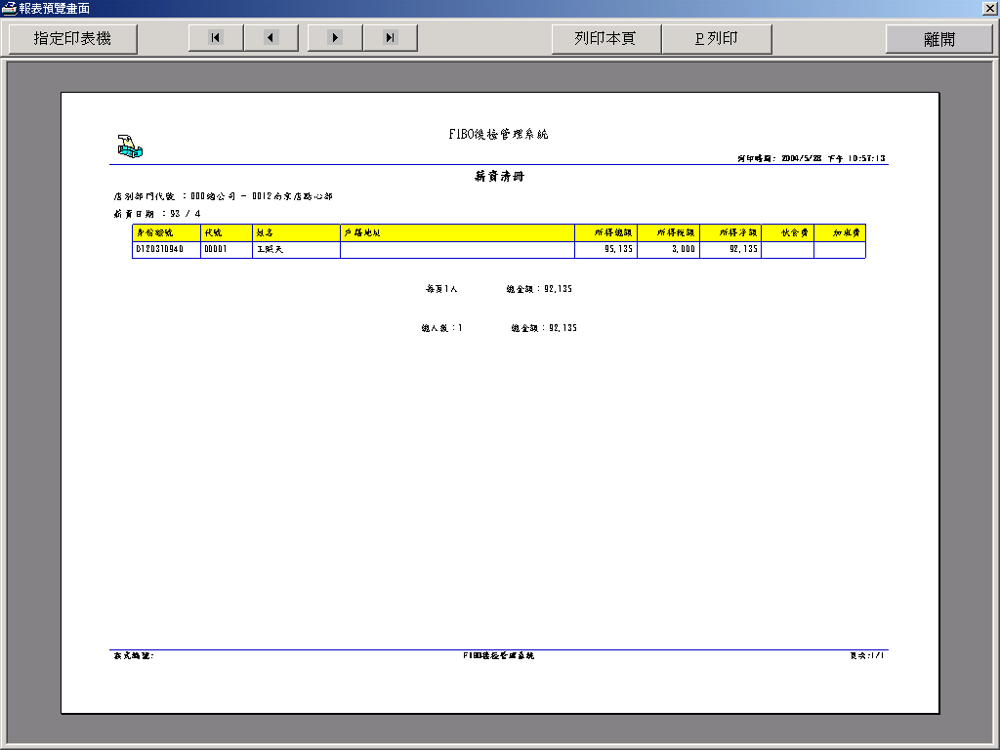 報表預覽畫面
指定印表機 列印本頁 P列印 離開
FIBO後檯管理系統
列印時間: 2004/5/28 下午 10:57:13
薪資清冊
店別部門代號 :000總公司 - 0012南京店點心部
薪資日期 :93 / 4
身份證號 代號 姓名 戶籍地址 所得總額 所得稅額 所得淨額 伙食費 加班費
D120310940 00001 王照天 95,135 3,000 92,135
每頁1人 總金額:92,135
總人數:1 總金額:92,135
表式編號: FIBO後檯管理系統 頁次:1/1